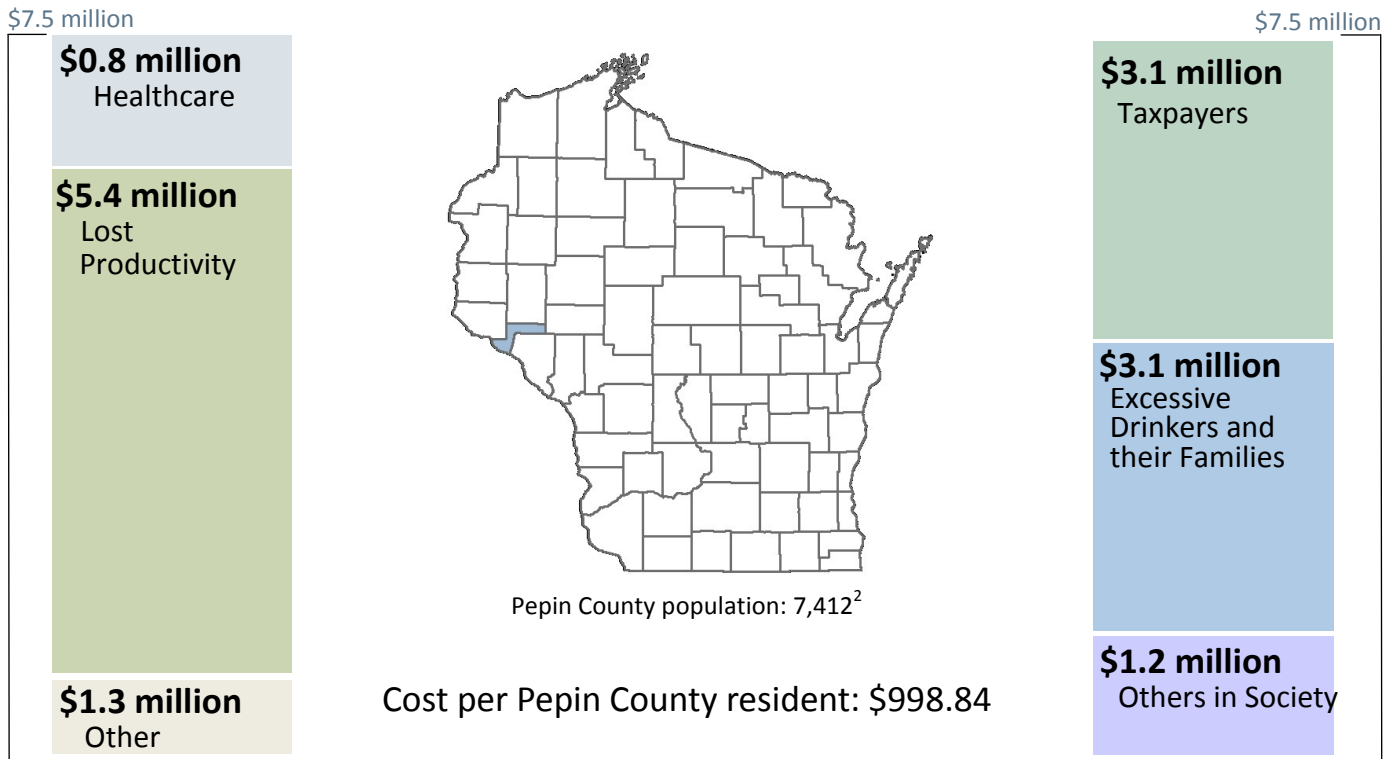 $7.5 million
$0.8 million
Healthcare
$5.4 million
Lost
Productivity
$1.3 million
Other
Pepin County population: 7,412²
Cost per Pepin County resident: $998.84
$7.5 million
$3.1 million
Taxpayers
$3.1 million
Excessive
Drinkers and
their Families
$1.2 million
Others in Society